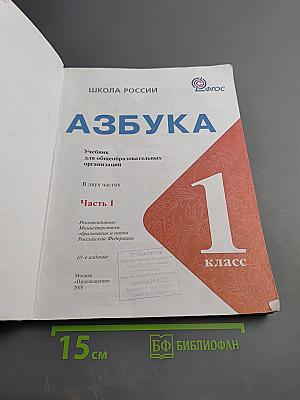 ШКОЛА РОССИИ
ФГОС
АЗБУКА
Учебник
для общеобразовательных
организаций
В двух частях
Часть 1
Рекомендовано
Министерством
образования и науки
Российской Федерации
10-е издание
Москва
«Просвещение»
2018
1
класс
15 см
БФ БИБЛИОФАН